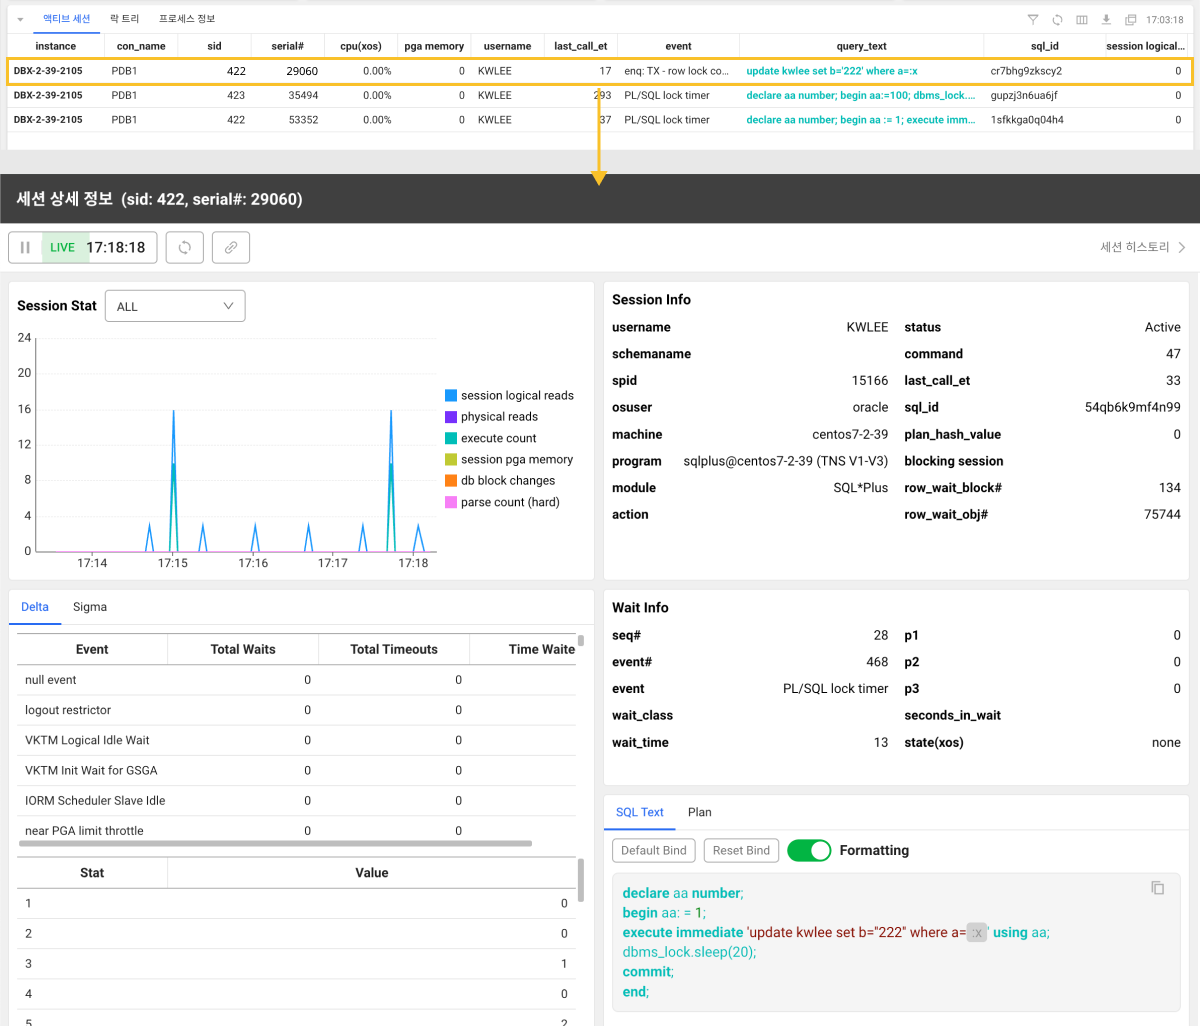 액티브 세션 락 트리 프로세스 정보 17:03:18
instance con_name sid serial# cpu(xos) pga memory username last_call_et event query_text sql_id session logical...
DBX-2-39-2105 PDB1 422 29060 0.00% 0 KWLEE 17 enq: TX - row lock co... update kwlee set b='222' where a=:x cr7bhg9zkscy2 0
DBX-2-39-2105 PDB1 423 35494 0.00% 0 KWLEE 293 PL/SQL lock timer declare aa number; begin aa:=100; dbms_lock.... gupzj3n6ua6jf 0
DBX-2-39-2105 PDB1 422 53352 0.00% 0 KWLEE 37 PL/SQL lock timer declare aa number; begin aa := 1; execute imm... 1sfkkga0q04h4 0
세션 상세 정보 (sid: 422, serial#: 29060)
LIVE 17:18:18 세션 히스토리
Session Stat ALL
24
20
16
12
8
4
0
17:14 17:15 17:16 17:17 17:18
session logical reads
physical reads
execute count
session pga memory
db block changes
parse count (hard)
Session Info
username KWLEE status Active
schemaname command 47
spid 15166 last_call_et 33
osuser oracle sql_id 54qb6k9mf4n99
machine centos7-2-39 plan_hash_value 0
program sqlplus@centos7-2-39 (TNS V1-V3) blocking session
module SQL*Plus row_wait_block# 134
action row_wait_obj# 75744
Delta Sigma
Event Total Waits Total Timeouts Time Waite
null event 0 0
logout restrictor 0 0
VKTM Logical Idle Wait 0 0
VKTM Init Wait for GSGA 0 0
IORM Scheduler Slave Idle 0 0
near PGA limit throttle 0 0
Stat Value
1 0
2 0
3 1
4 0
5 2
Wait Info
seq# 28 p1 0
event# 468 p2 0
event PL/SQL lock timer p3 0
wait_class seconds_in_wait
wait_time 13 state(xos) none
SQL Text Plan
Default Bind Reset Bind Formatting
declare aa number;
begin aa: = 1;
execute immediate 'update kwlee set b="222" where a= :x ' using aa;
dbms_lock.sleep(20);
commit;
end;